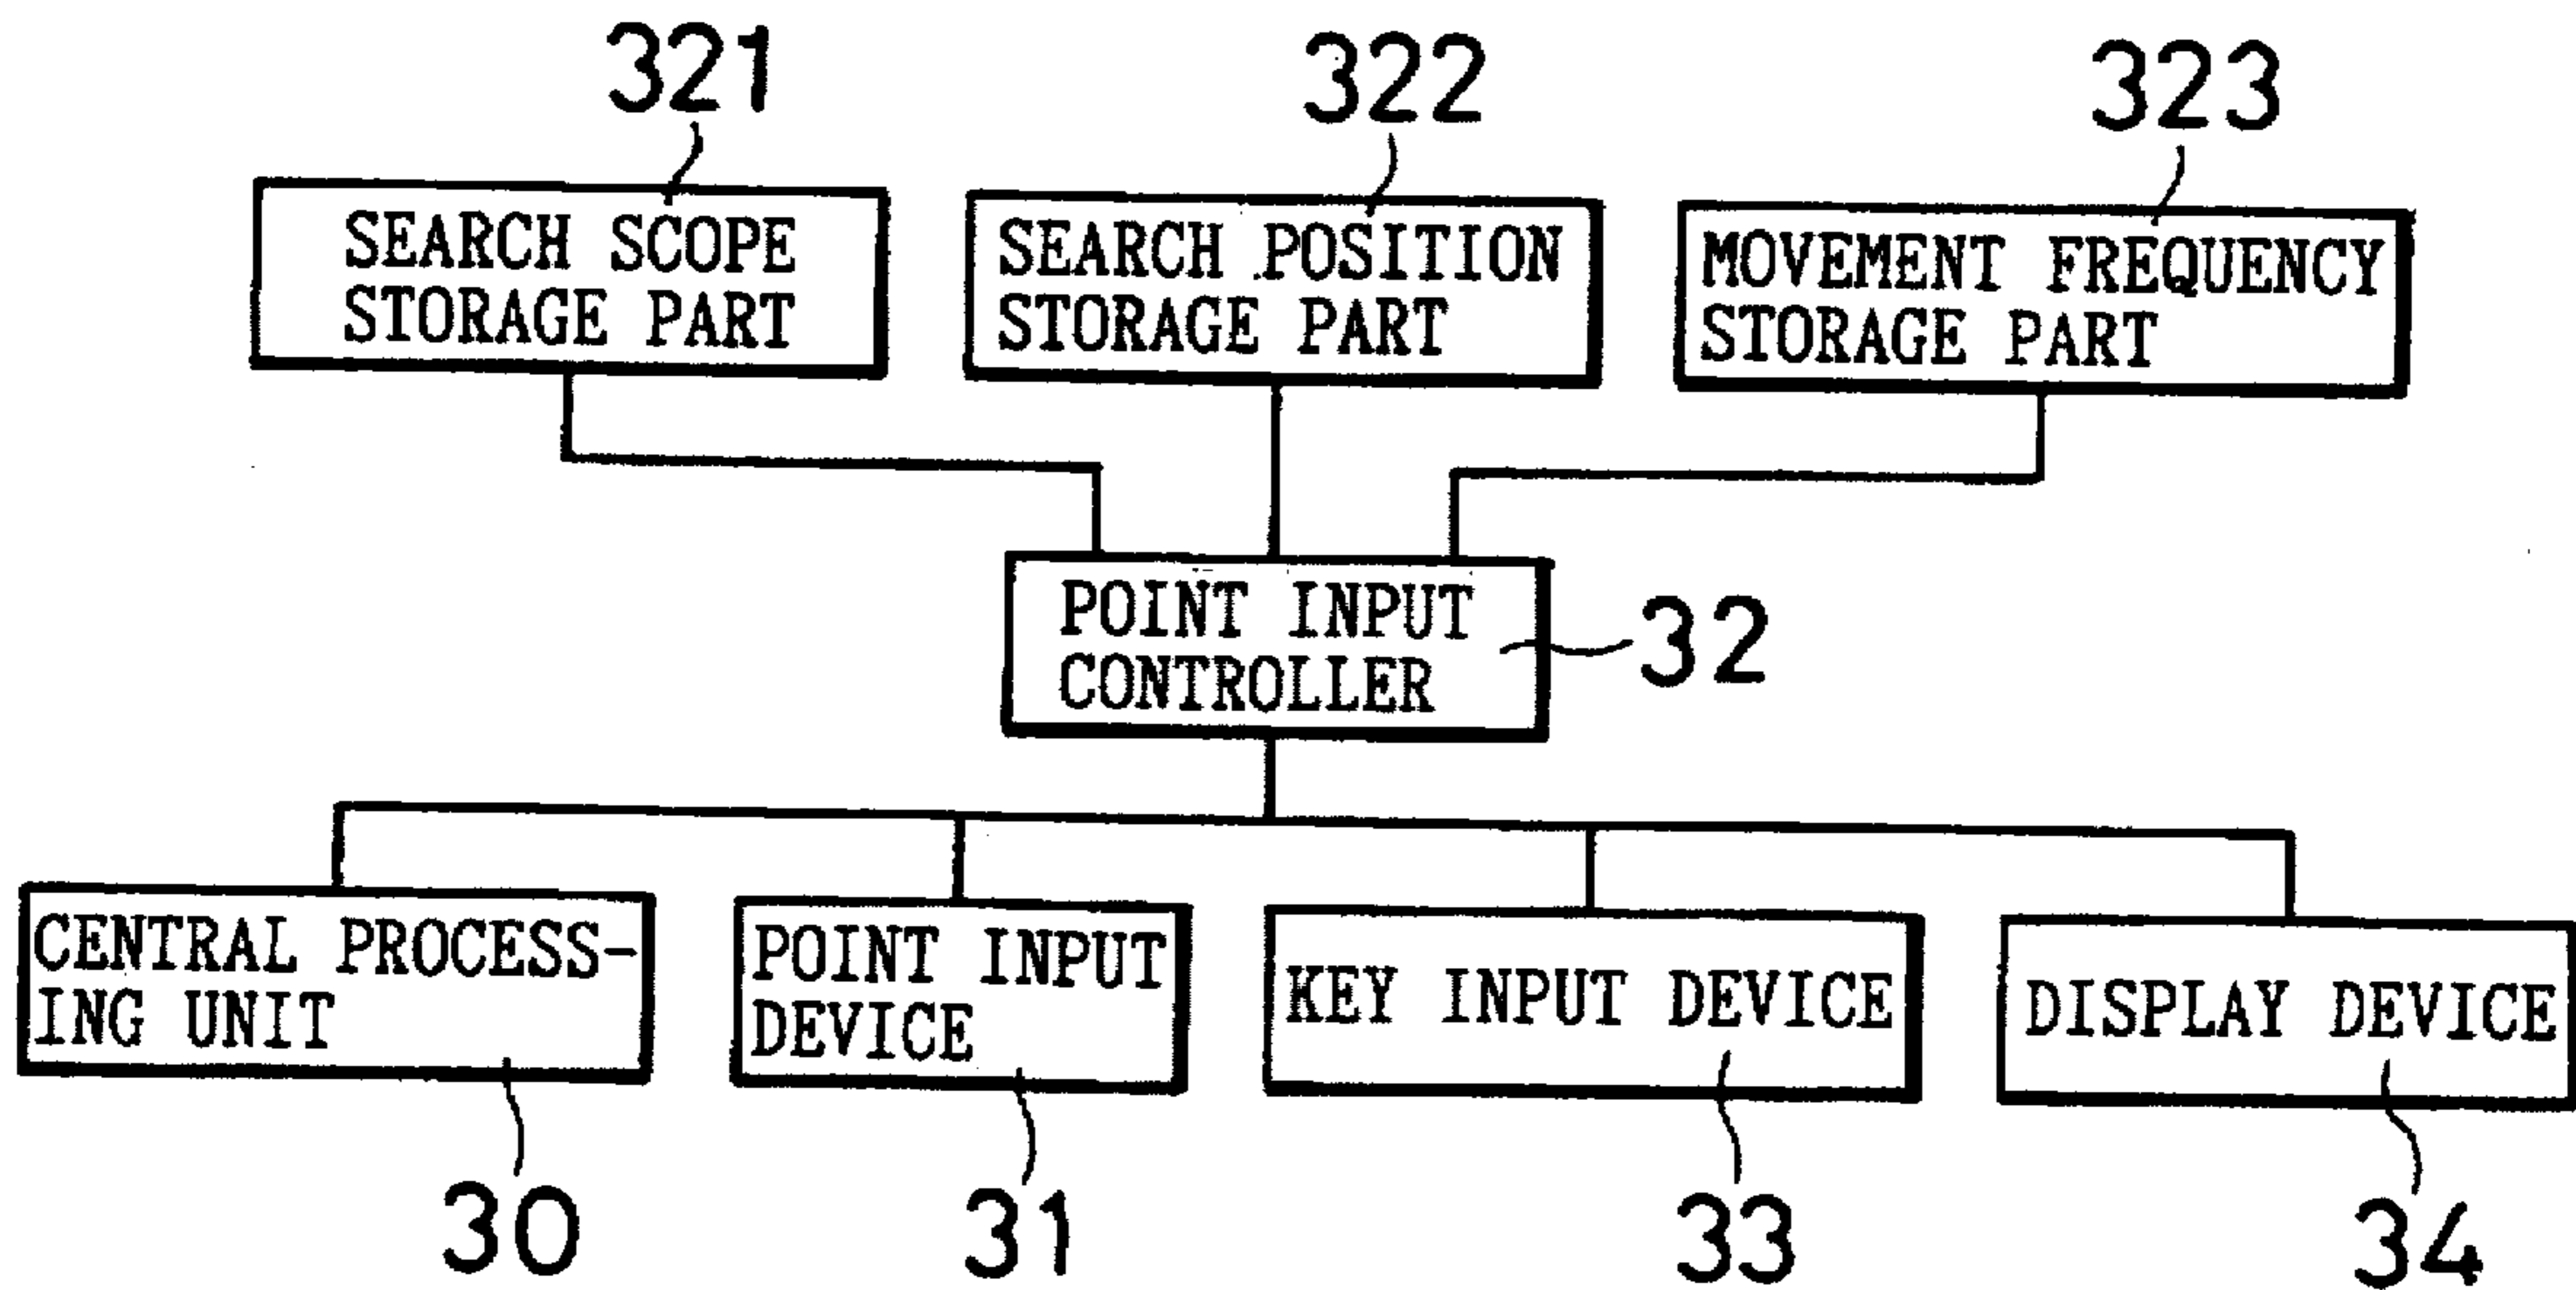 321
322
323
SEARCH SCOPE
STORAGE PART
SEARCH POSITION
STORAGE PART
MOVEMENT FREQUENCY
STORAGE PART
POINT INPUT
CONTROLLER
32
CENTRAL PROCESS-
ING UNIT
POINT INPUT
DEVICE
KEY INPUT DEVICE
DISPLAY DEVICE
30
31
33
34